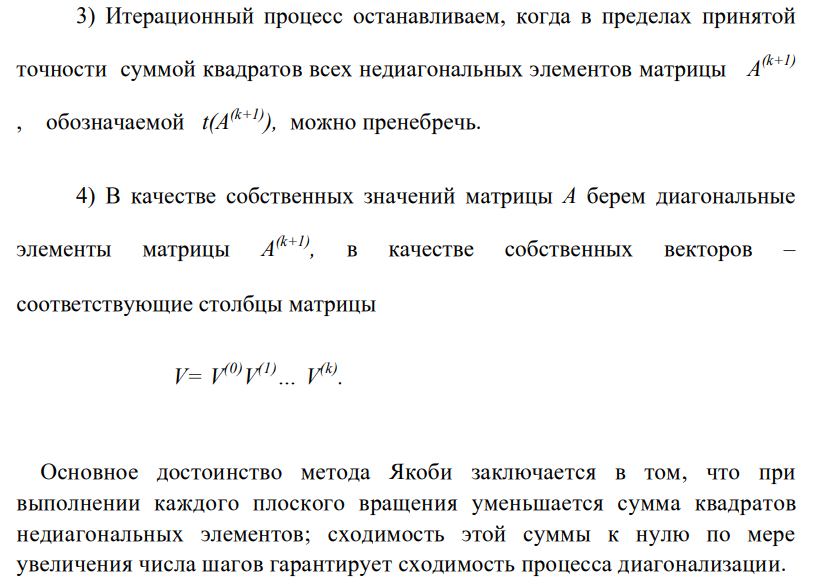 3) Итерационный процесс останавливаем, когда в пределах принятой
точности суммой квадратов всех недиагональных элементов матрицы A^(k+1)
, обозначаемой t(A^(k+1)), можно пренебречь.
4) В качестве собственных значений матрицы A берем диагональные
элементы матрицы A^(k+1), в качестве собственных векторов –
соответствующие столбцы матрицы
V= V^(0)V^(1)… V^(k).
Основное достоинство метода Якоби заключается в том, что при
выполнении каждого плоского вращения уменьшается сумма квадратов
недиагональных элементов; сходимость этой суммы к нулю по мере
увеличения числа шагов гарантирует сходимость процесса диагонализации.